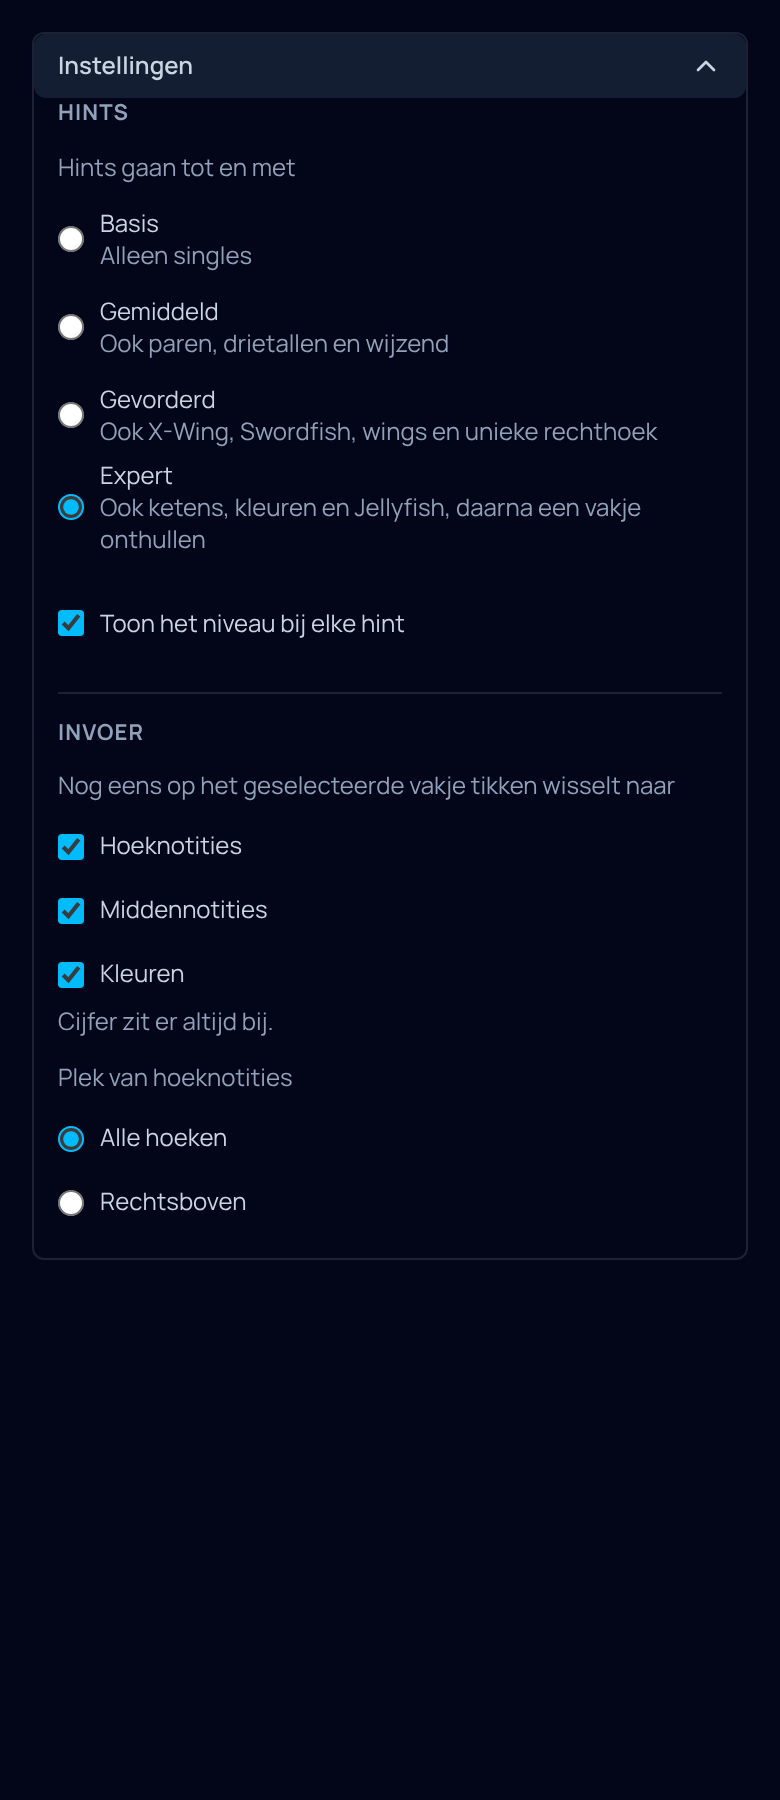 Instellingen
HINTS
Hints gaan tot en met
Basis
Alleen singles
Gemiddeld
Ook paren, drietallen en wijzend
Gevorderd
Ook X-Wing, Swordfish, wings en unieke rechthoek
Expert
Ook ketens, kleuren en Jellyfish, daarna een vakje
onthullen
Toon het niveau bij elke hint
INVOER
Nog eens op het geselecteerde vakje tikken wisselt naar
Hoeknotities
Middennotities
Kleuren
Cijfer zit er altijd bij.
Plek van hoeknotities
Alle hoeken
Rechtsboven